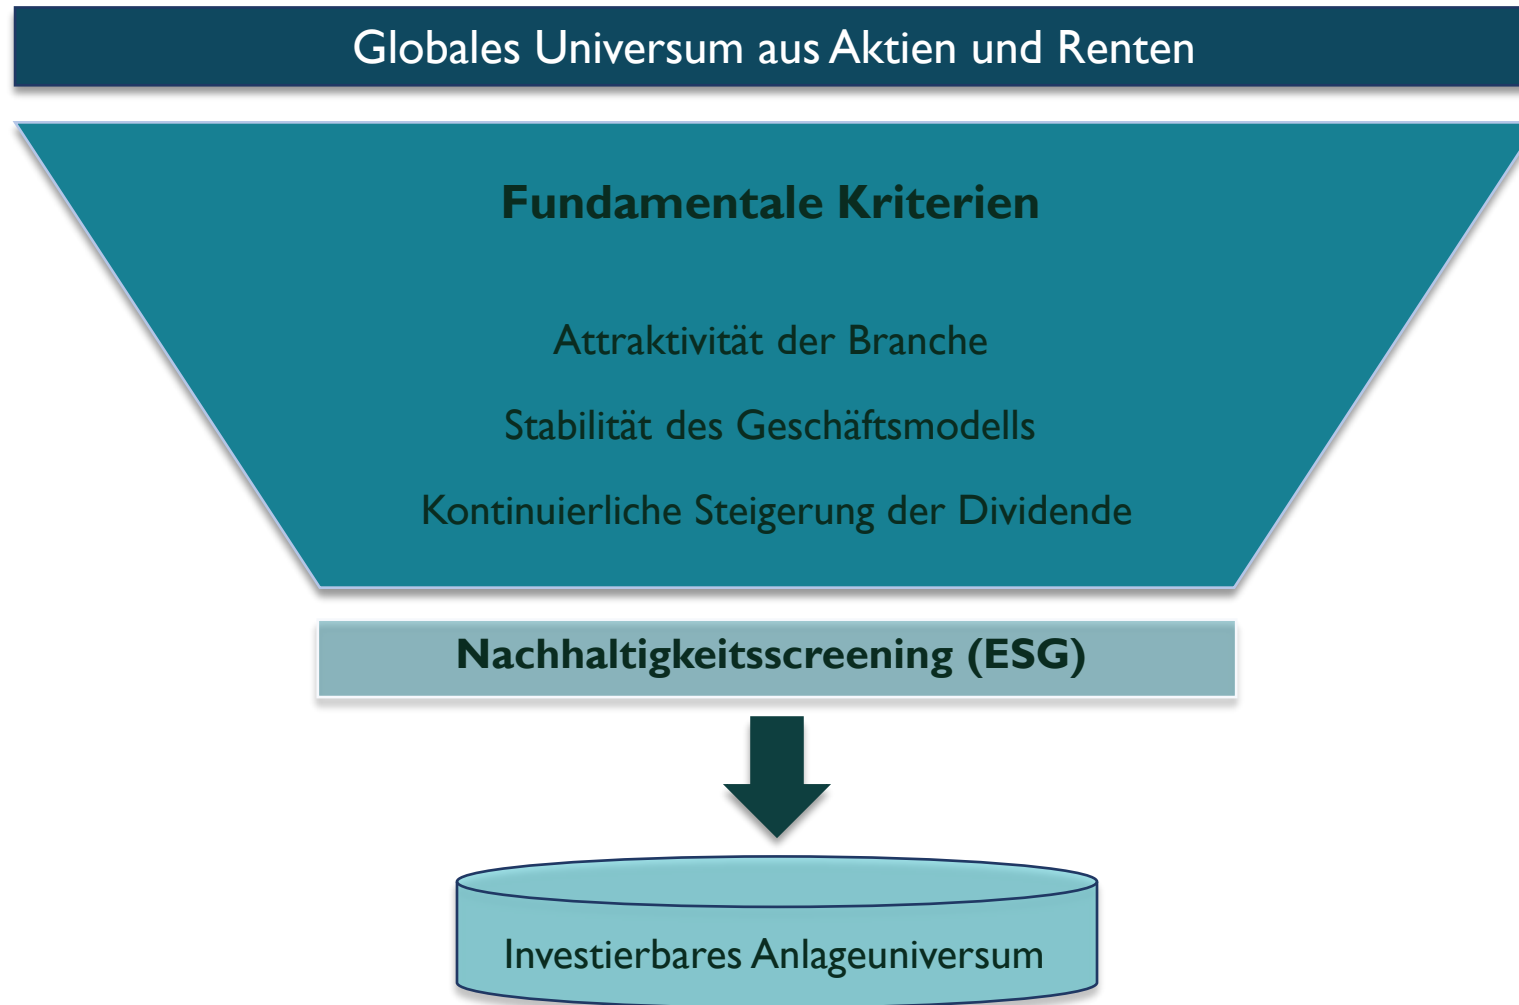 Globales Universum aus Aktien und Renten
Fundamentale Kriterien
Attraktivität der Branche
Stabilität des Geschäftsmodells
Kontinuierliche Steigerung der Dividende
Nachhaltigkeitsscreening (ESG)
Investierbares Anlageuniversum